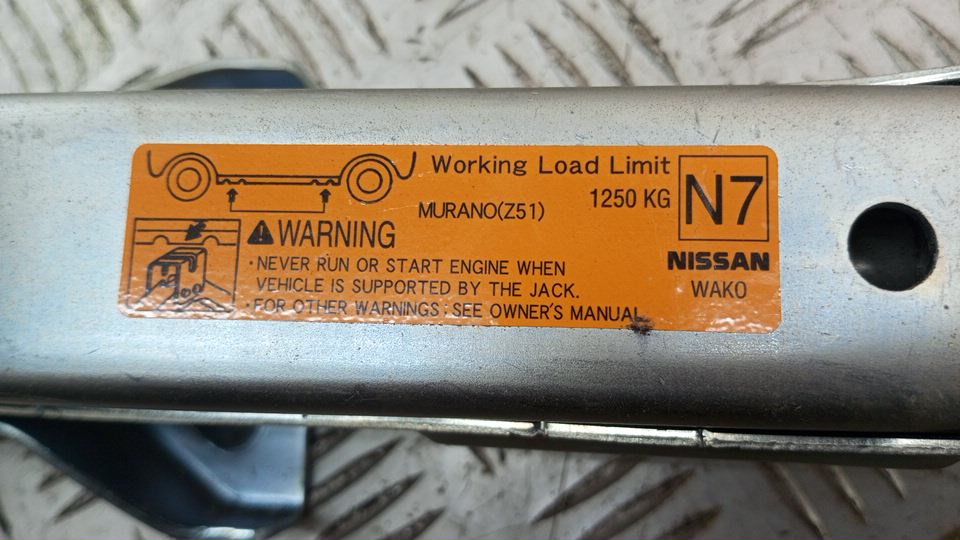 Working Load Limit
1250 KG
MURANO(Z51)
N7
NISSAN
WAKO
WARNING
·NEVER RUN OR START ENGINE WHEN
VEHICLE IS SUPPORTED BY THE JACK.
·FOR OTHER WARNINGS : SEE OWNER'S MANUAL.